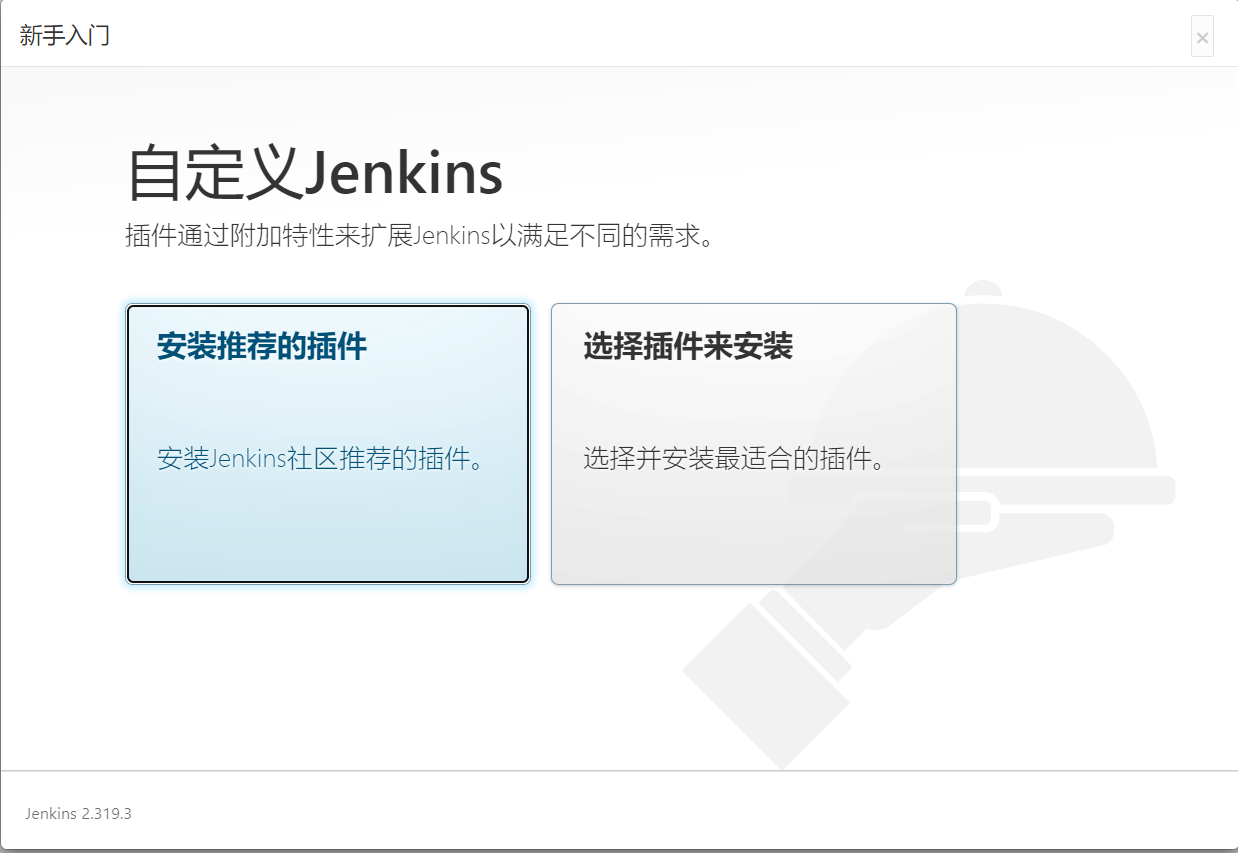 新手入门
×
自定义Jenkins
插件通过附加特性来扩展Jenkins以满足不同的需求。
安装推荐的插件
安装Jenkins社区推荐的插件。
选择插件来安装
选择并安装最适合的插件。
Jenkins 2.319.3